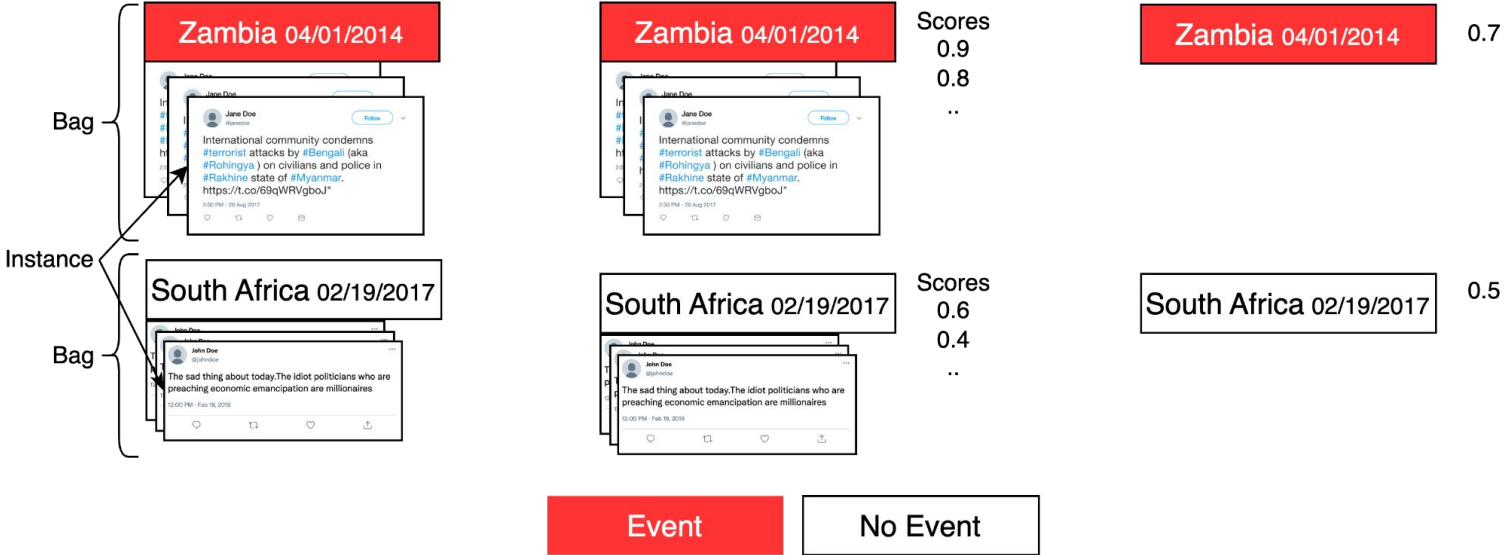 Zambia 04/01/2014
Bag
Jane Doe
Jane Doe
@janedoe
Follow
International community condemns
#terrorist attacks by #Bengali (aka
#Rohingya ) on civilians and police in
#Rakhine state of #Myanmar.
https://t.co/69qWRVgboJ"
2:00 PM - 29 Aug 2017
Instance
Bag
South Africa 02/19/2017
John Doe
John Doe
@johndoe
The sad thing about today.The idiot politicians who are
preaching economic emancipation are millionaires
12:00 PM - Feb 19, 2019
Zambia 04/01/2014
Scores
0.9
0.8
..
Jane Doe
Jane Doe
@janedoe
Follow
International community condemns
#terrorist attacks by #Bengali (aka
#Rohingya ) on civilians and police in
#Rakhine state of #Myanmar.
https://t.co/69qWRVgboJ"
2:00 PM - 29 Aug 2017
South Africa 02/19/2017
Scores
0.6
0.4
..
John Doe
John Doe
@johndoe
The sad thing about today.The idiot politicians who are
preaching economic emancipation are millionaires
12:00 PM - Feb 19, 2019
Zambia 04/01/2014
0.7
South Africa 02/19/2017
0.5
Event
No Event